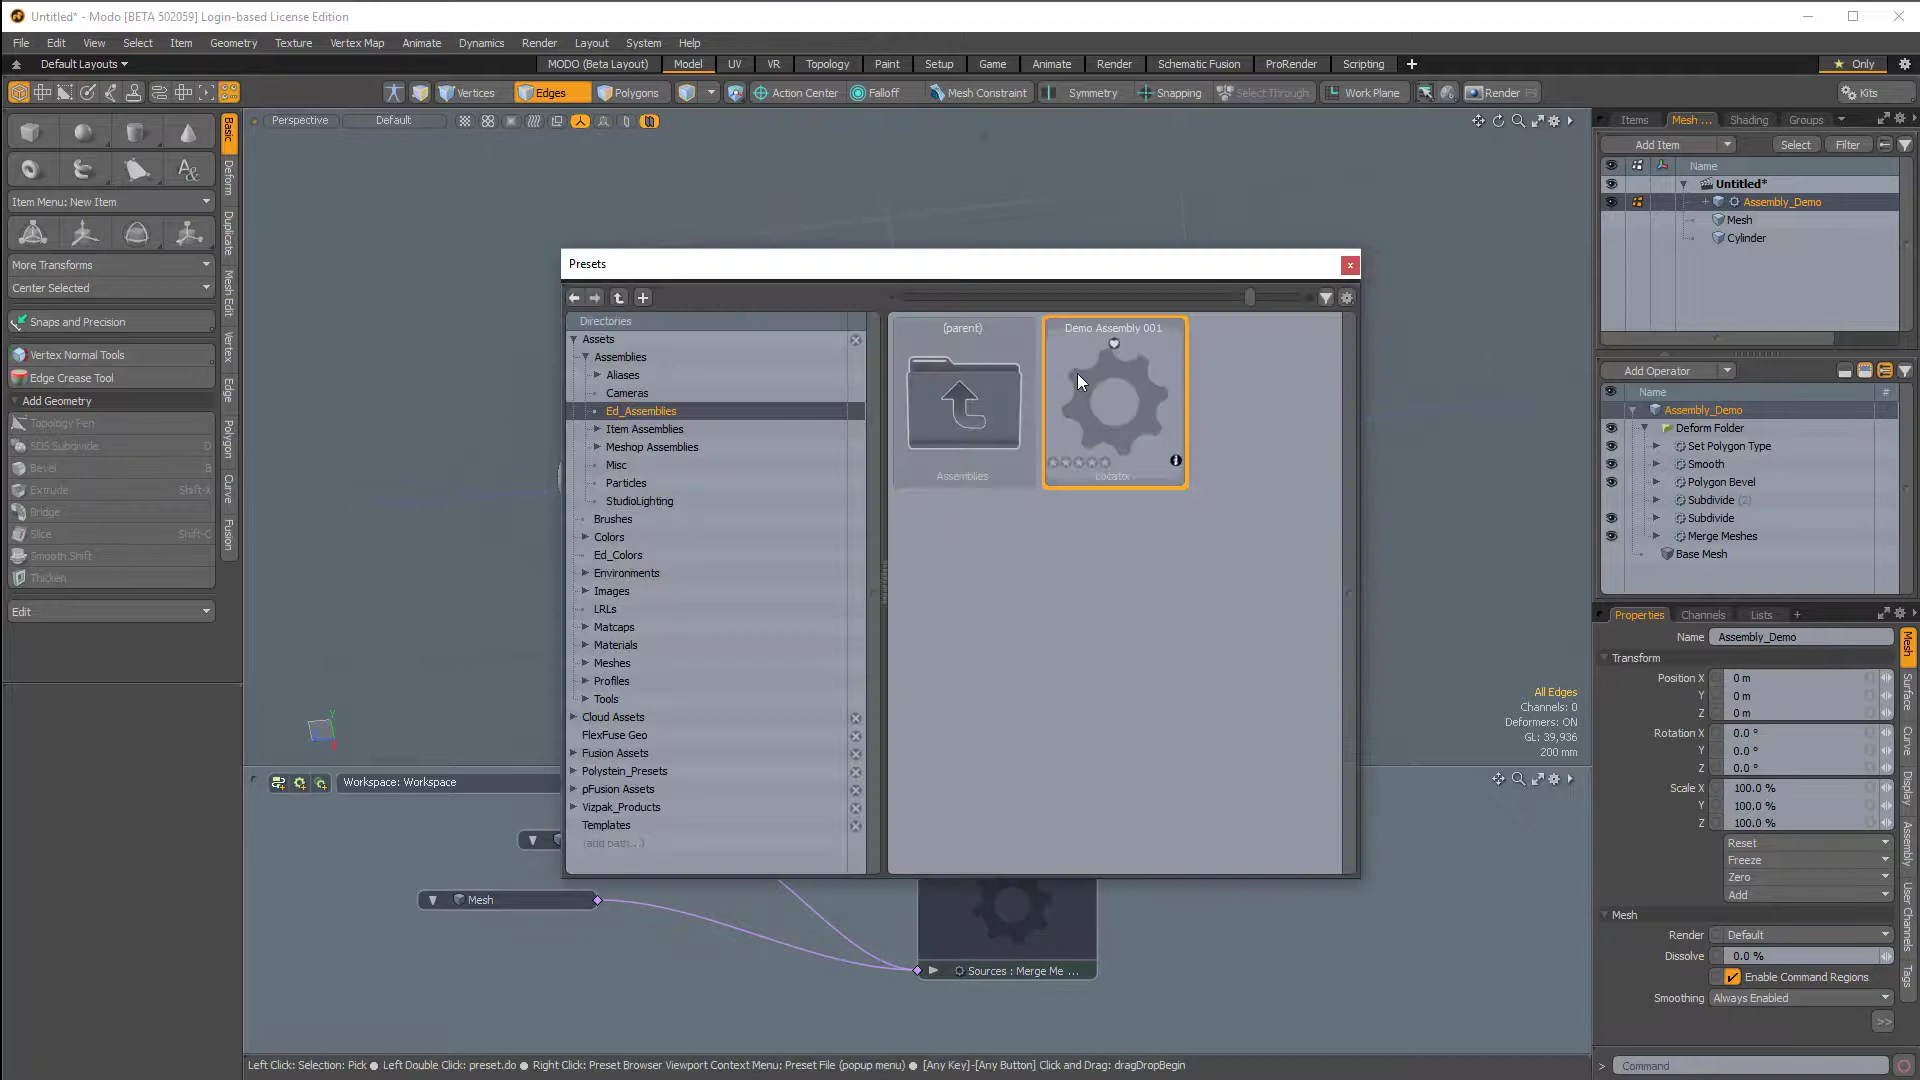 Untitled* - Modo [BETA 502059] Login-based License Edition
File Edit View Select Item Geometry Texture Vertex Map Animate Dynamics Render Layout System Help
Default Layouts MODO (Beta Layout) Model UV VR Topology Paint Setup Game Animate Render Schematic Fusion ProRender Scripting Only
Vertices Edges Polygons Action Center Falloff Mesh Constraint Symmetry Snapping Select Through Work Plane Render F9 Kits
Perspective Default
Item Menu: New Item
More Transforms
Center Selected
Snaps and Precision
Vertex Normal Tools
Edge Crease Tool
Add Geometry
Topology Pen
SDS Subdivide D
Bevel B
Extrude Shift-X
Bridge
Slice Shift-C
Smooth Shift
Thicken
Edit
Basic
Deform
Duplicate
Mesh Edit
Vertex
Edge
Polygon
Curve
Fusion
Presets
Directories
Assets
Assemblies
Aliases
Cameras
Ed_Assemblies
Item Assemblies
Meshop Assemblies
Misc
Particles
StudioLighting
Brushes
Colors
Ed_Colors
Environments
Images
LRLs
Matcaps
Materials
Meshes
Profiles
Tools
Cloud Assets
FlexFuse Geo
Fusion Assets
Polystein_Presets
pFusion Assets
Vizpak_Products
Templates
(add path...)
(parent)
Assemblies
Demo Assembly 001
Locator
All Edges
Channels: 0
Deformers: ON
GL: 39,936
200 mm
Workspace: Workspace
Mesh
Sources : Merge Me ...
Items Mesh ... Shading Groups
Add Item Select Filter
Name
Untitled*
Assembly_Demo
Mesh
Cylinder
Add Operator
Name #
Assembly_Demo
Deform Folder
Set Polygon Type
Smooth
Polygon Bevel
Subdivide (2)
Subdivide
Merge Meshes
Base Mesh
Properties Channels Lists +
Name Assembly_Demo
Transform
Position X 0 m
Y 0 m
Z 0 m
Rotation X 0.0 °
Y 0.0 °
Z 0.0 °
Scale X 100.0 %
Y 100.0 %
Z 100.0 %
Reset
Freeze
Zero
Add
Mesh
Render Default
Dissolve 0.0 %
Enable Command Regions
Smoothing Always Enabled
>>
Mesh
Surface
Curve
Display
Assembly
User Channels
Tags
Left Click: Selection: Pick ● Left Double Click: preset.do ● Right Click: Preset Browser Viewport Context Menu: Preset File (popup menu) ● [Any Key]-[Any Button] Click and Drag: dragDropBegin
> Command